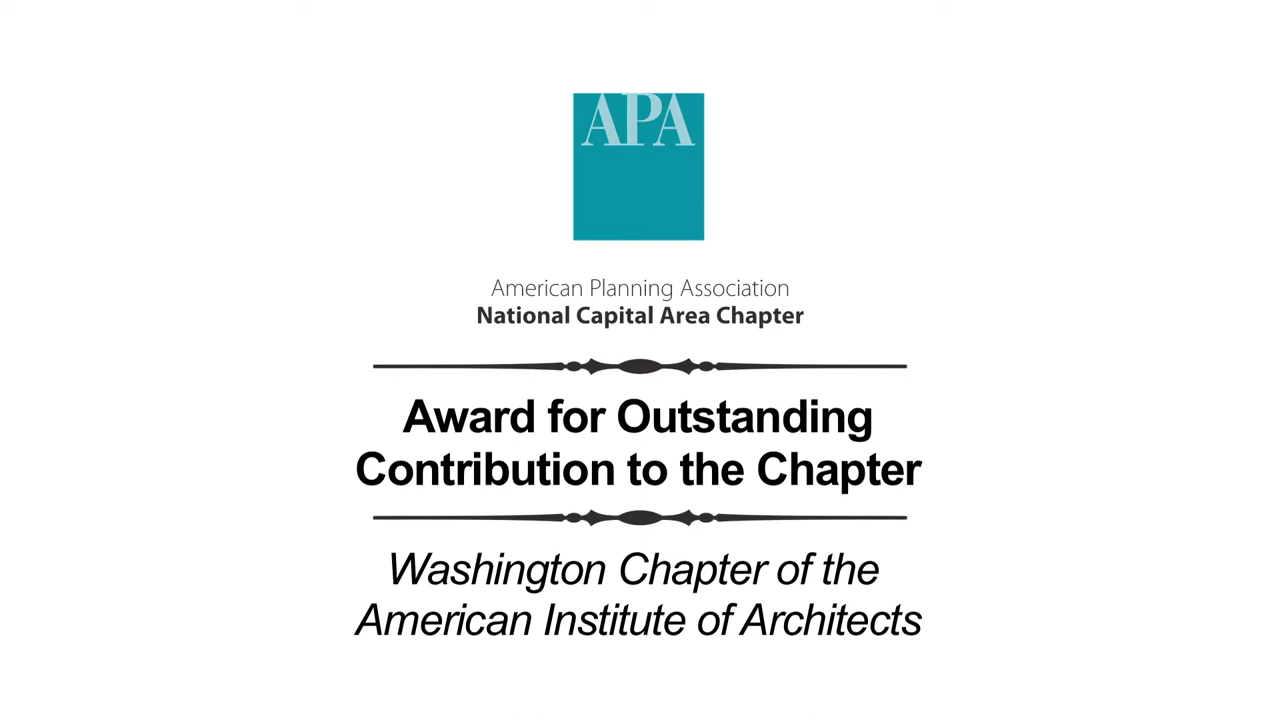 APA
American Planning Association
National Capital Area Chapter
Award for Outstanding
Contribution to the Chapter
Washington Chapter of the
American Institute of Architects